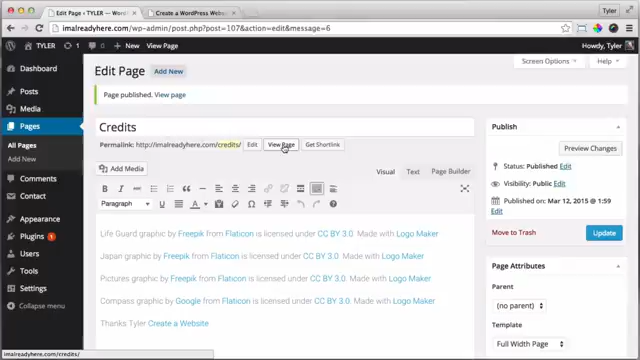 Edit Page ‹ TYLER — Wor
Create a WordPress Webs
Tyler
imalreadyhere.com/wp-admin/post.php?post=107&action=edit&message=6
TYLER
1
0
New
View Page
Howdy, Tyler
Dashboard
Posts
Media
Pages
All Pages
Add New
Comments
Contact
Appearance
Plugins 1
Users
Tools
Settings
Collapse menu
Screen Options
Help
Edit Page
Add New
Page published. View page
Credits
Permalink: http://imalreadyhere.com/credits/
Edit
View Page
Get Shortlink
Add Media
Visual
Text
Page Builder
Paragraph
Life Guard graphic by Freepik from Flaticon is licensed under CC BY 3.0. Made with Logo Maker
Japan graphic by Freepik from Flaticon is licensed under CC BY 3.0. Made with Logo Maker
Pictures graphic by Freepik from Flaticon is licensed under CC BY 3.0. Made with Logo Maker
Compass graphic by Google from Flaticon is licensed under CC BY 3.0. Made with Logo Maker
Thanks Tyler Create a Website
Publish
Preview Changes
Status: Published Edit
Visibility: Public Edit
Published on: Mar 12, 2015 @ 1:59
Edit
Move to Trash
Update
Page Attributes
Parent
(no parent)
Template
Full Width Page
imalreadyhere.com/credits/